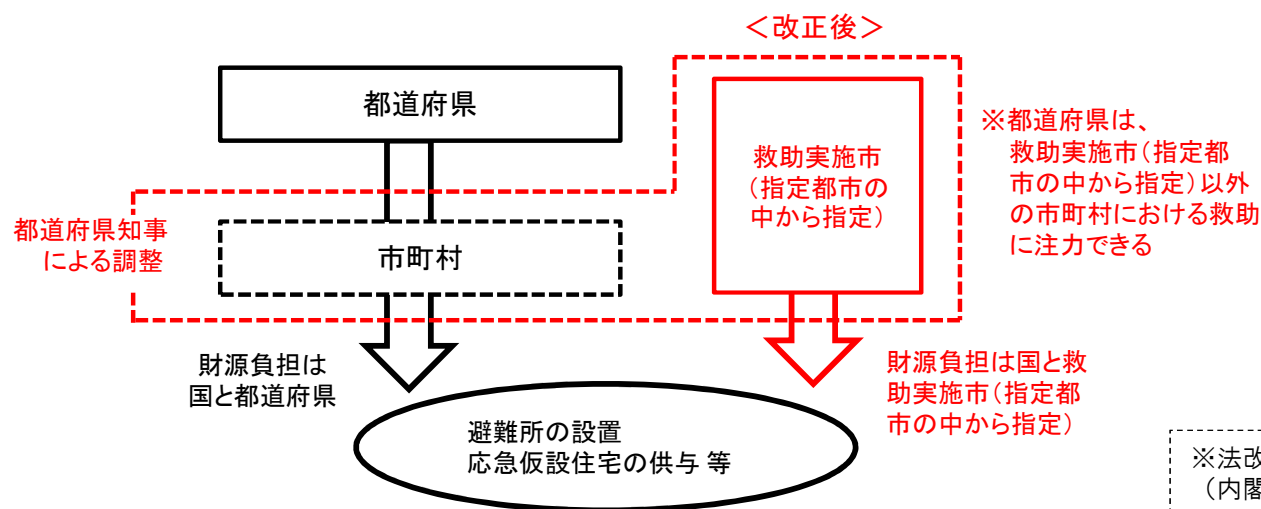 ＜改正後＞
都道府県
救助実施市
（指定都市の
中から指定）
※都道府県は、
救助実施市（指定都
市の中から指定）以外
の市町村における救助
に注力できる
都道府県知事
による調整
市町村
財源負担は
国と都道府県
財源負担は国と救
助実施市（指定都
市の中から指定）
避難所の設置
応急仮設住宅の供与 等
※法改
（内閣